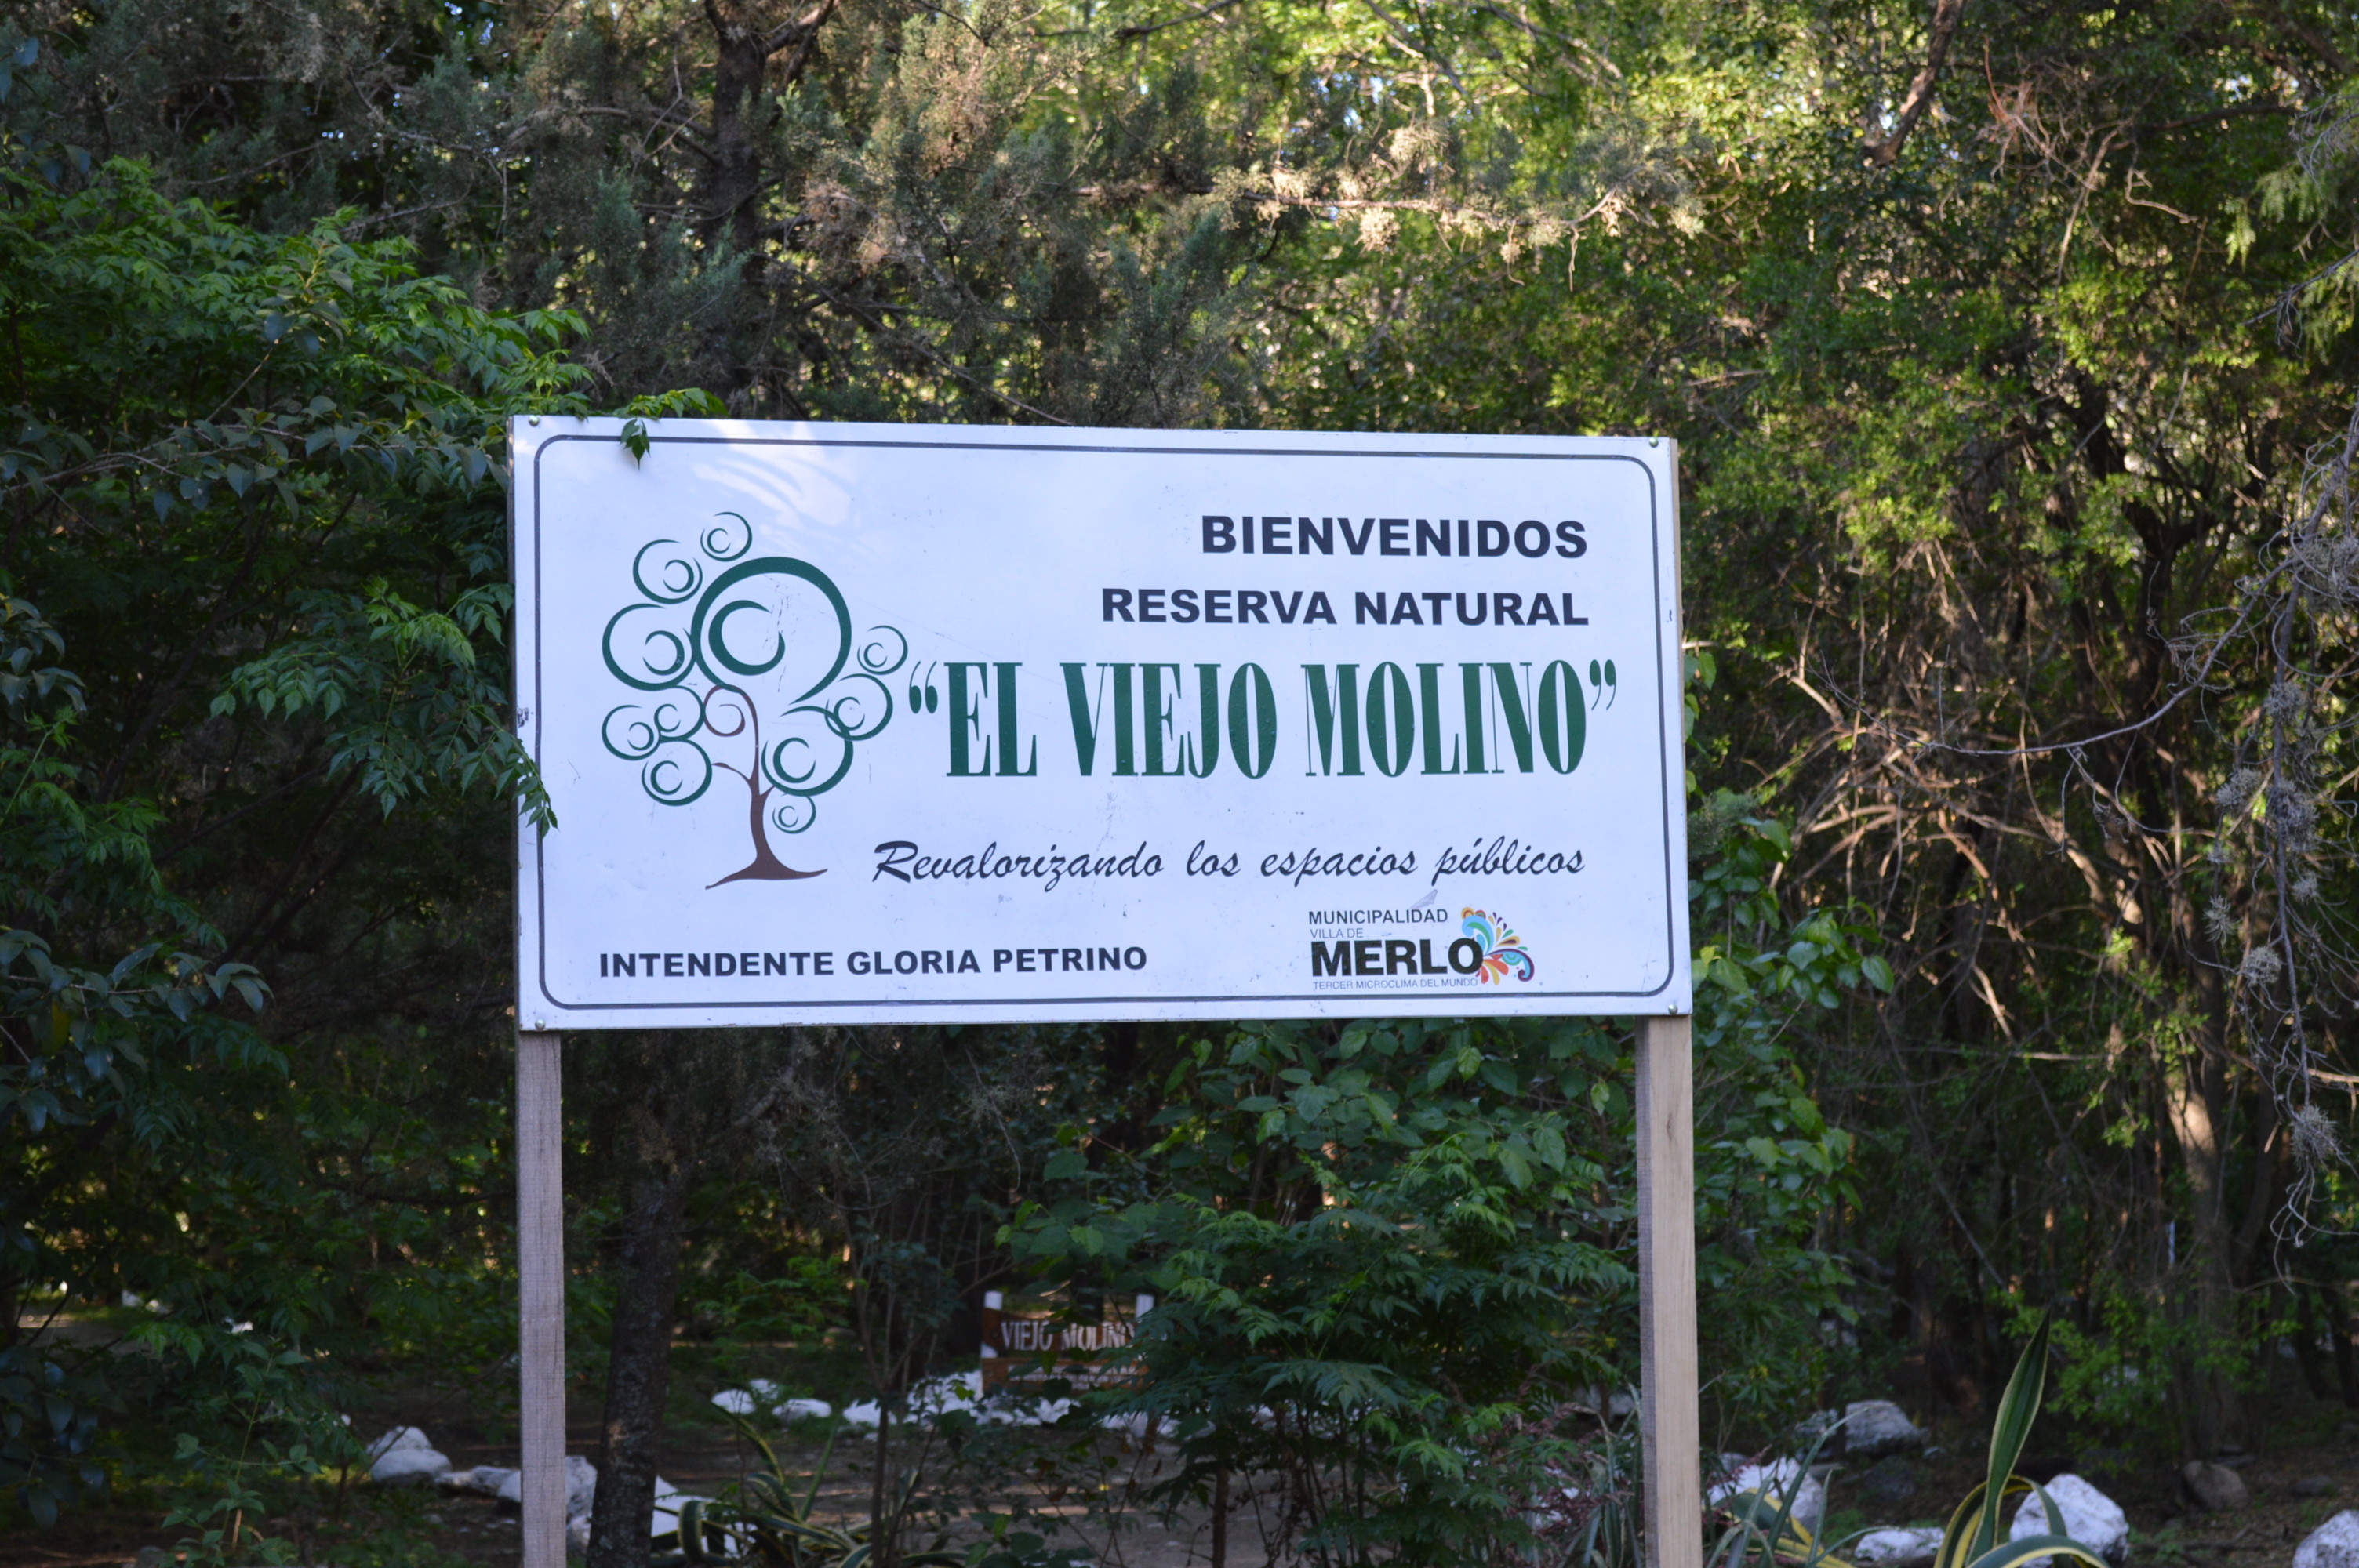 BIENVENIDOS
RESERVA NATURAL
“EL VIEJO MOLINO”
Revalorizando los espacios públicos
INTENDENTE GLORIA PETRINO
MUNICIPALIDAD
VILLA DE
MERLO
TERCER MICROCLIMA DEL MUNDO
VIEJO MOLINO